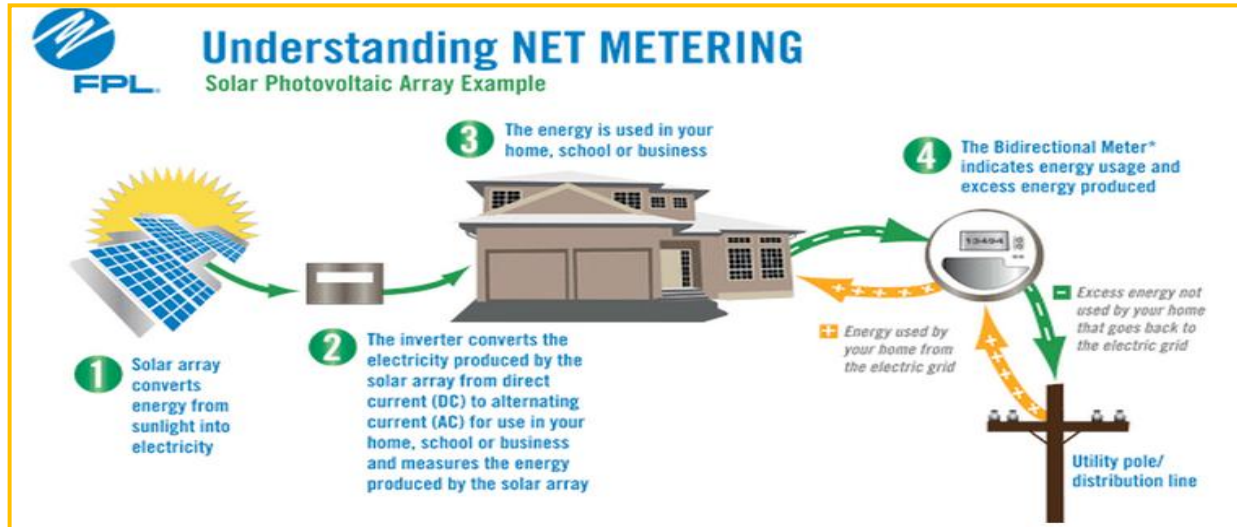 FPL.
Understanding NET METERING
Solar Photovoltaic Array Example
1
Solar array
converts
energy from
sunlight into
electricity
2
The inverter converts the
electricity produced by the
solar array from direct
current (DC) to alternating
current (AC) for use in your
home, school or business
and measures the energy
produced by the solar array
3
The energy is used in your
home, school or business
4
The Bidirectional Meter*
indicates energy usage and
excess energy produced
13494
+ Energy used by
your home from
the electric grid
- Excess energy not
used by your home
that goes back to
the electric grid
Utility pole/
distribution line